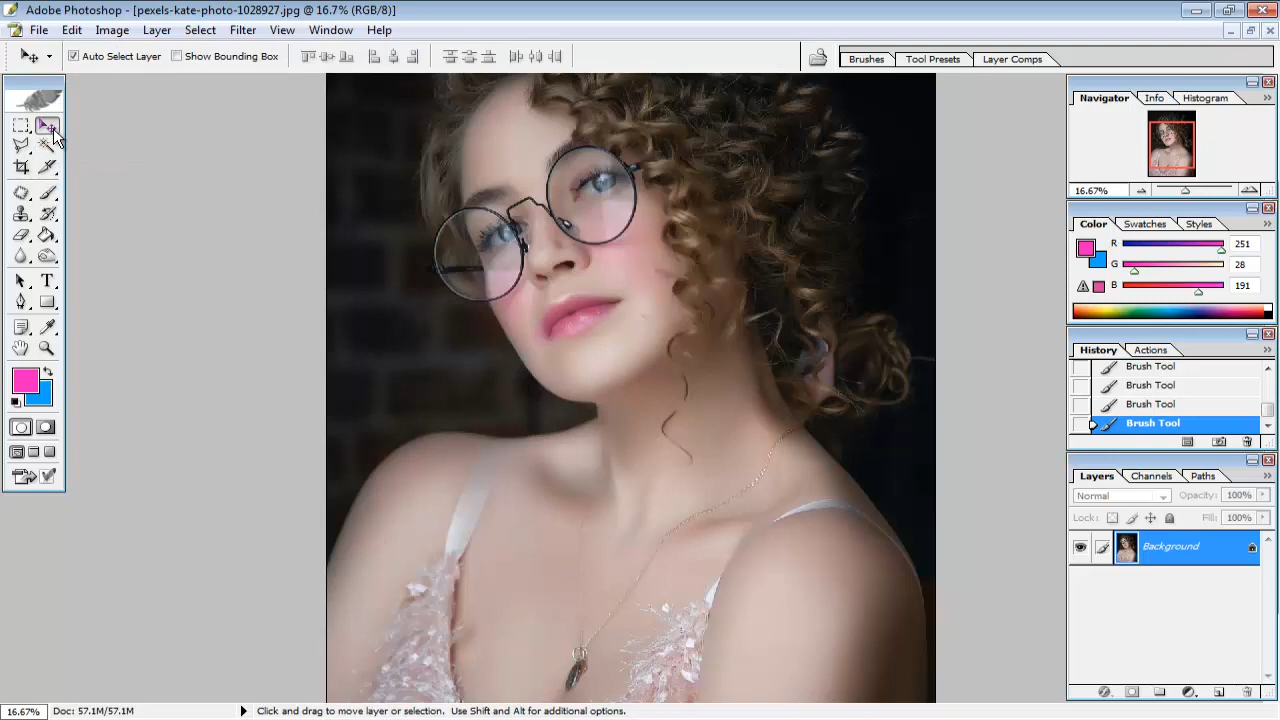 Adobe Photoshop - [pexels-kate-photo-1028927.jpg @ 16.7% (RGB/8)]
File Edit Image Layer Select Filter View Window Help
Auto Select Layer Show Bounding Box Brushes Tool Presets Layer Comps
Navigator Info Histogram
16.67%
Color Swatches Styles
R 251
G 28
B 191
History Actions
Brush Tool
Brush Tool
Brush Tool
Brush Tool
Layers Channels Paths
Normal Opacity: 100%
Lock: Fill: 100%
Background
16.67% Doc: 57.1M/57.1M Click and drag to move layer or selection. Use Shift and Alt for additional options.